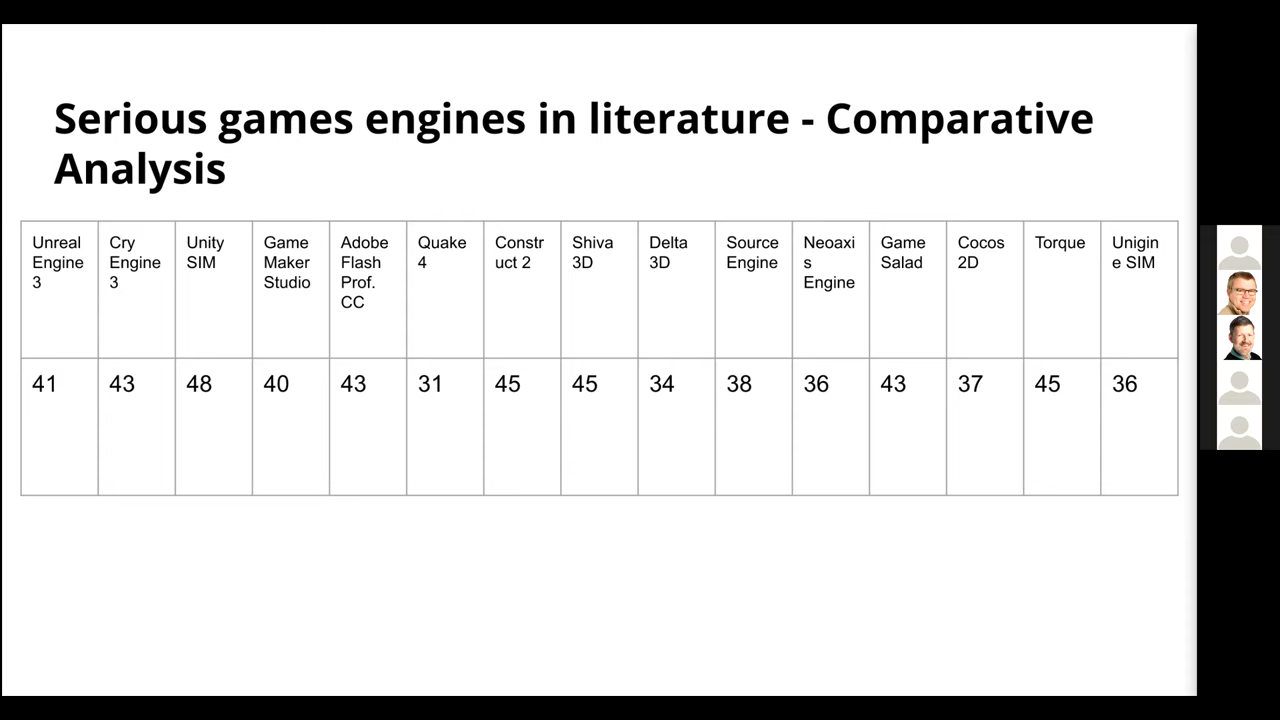 Serious games engines in literature - Comparative
Analysis
Unreal
Engine
3
Cry
Engine
3
Unity
SIM
Game
Maker
Studio
Adobe
Flash
Prof.
CC
Quake
4
Constr
uct 2
Shiva
3D
Delta
3D
Source
Engine
Neoaxi
s
Engine
Game
Salad
Cocos
2D
Torque
Unigin
e SIM
41
43
48
40
43
31
45
45
34
38
36
43
37
45
36